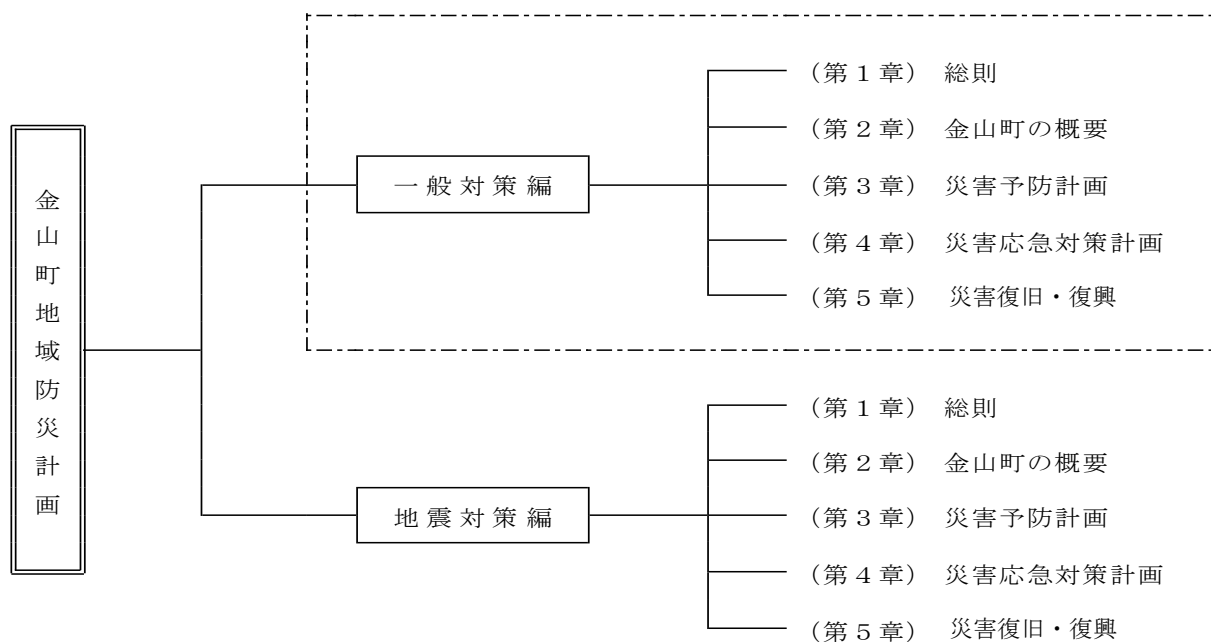 金山町地域防災計画
一般対策編
(第1章) 総則
(第2章) 金山町の概要
(第3章) 災害予防計画
(第4章) 災害応急対策計画
(第5章) 災害復旧・復興
地震対策編
(第1章) 総則
(第2章) 金山町の概要
(第3章) 災害予防計画
(第4章) 災害応急対策計画
(第5章) 災害復旧・復興